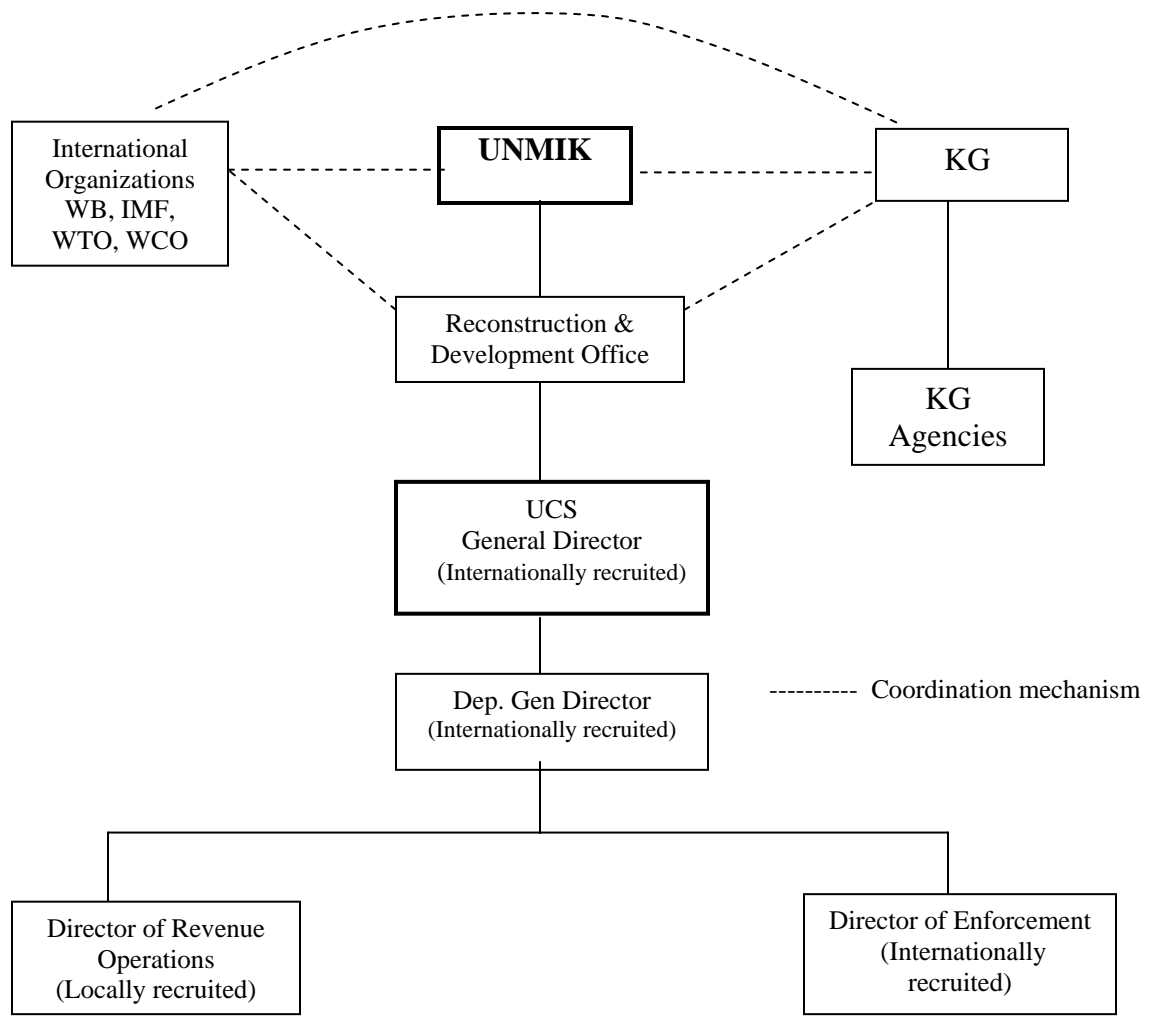 International
Organizations
WB, IMF,
WTO, WCO
UNMIK
KG
Reconstruction &
Development Office
KG
Agencies
UCS
General Director
(Internationally recruited)
Dep. Gen Director
(Internationally recruited)
Coordination mechanism
Director of Revenue
Operations
(Locally recruited)
Director of Enforcement
(Internationally
recruited)